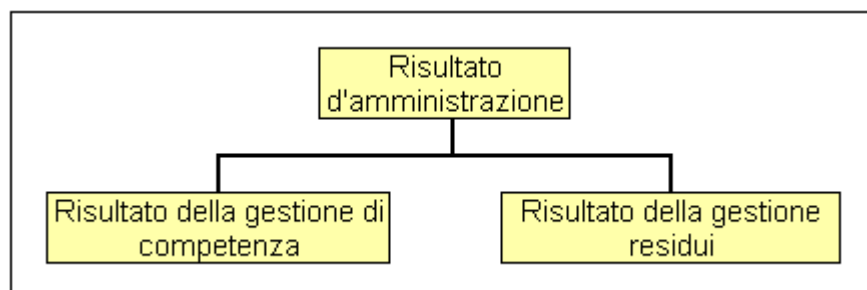 Risultato
d'amministrazione
Risultato della gestione di
competenza
Risultato della gestione
residui